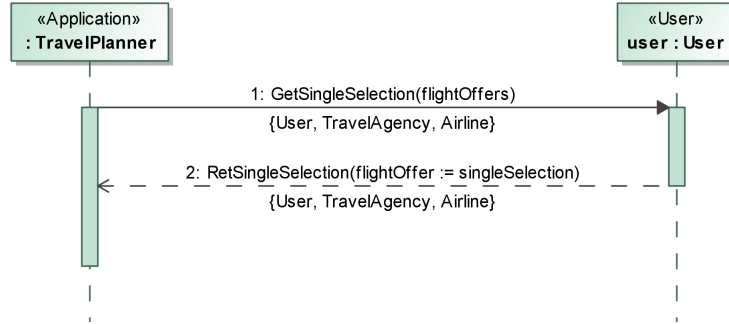 «Application»
: TravelPlanner
«User»
user : User
1: GetSingleSelection(flightOffers)
{User, TravelAgency, Airline}
2: RetSingleSelection(flightOffer := singleSelection)
{User, TravelAgency, Airline}